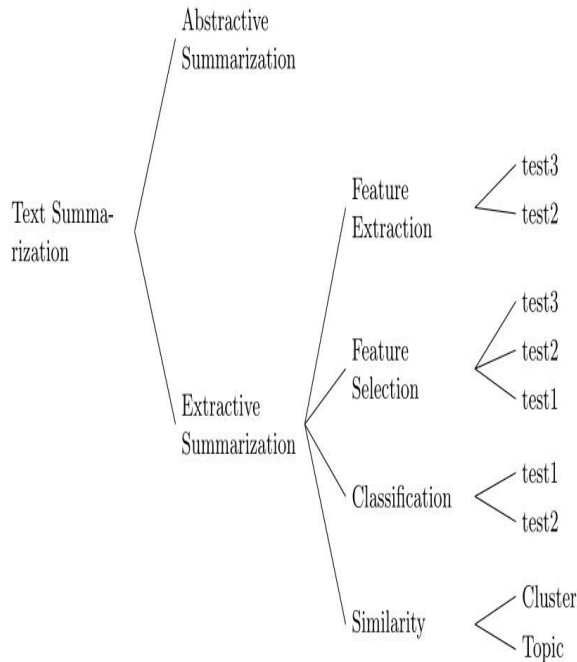 Abstractive
Summarization
Text Summa-
rization
Extractive
Summarization
Feature
Extraction
test3
test2
Feature
Selection
test3
test2
test1
Classification
test1
test2
Similarity
Cluster
Topic